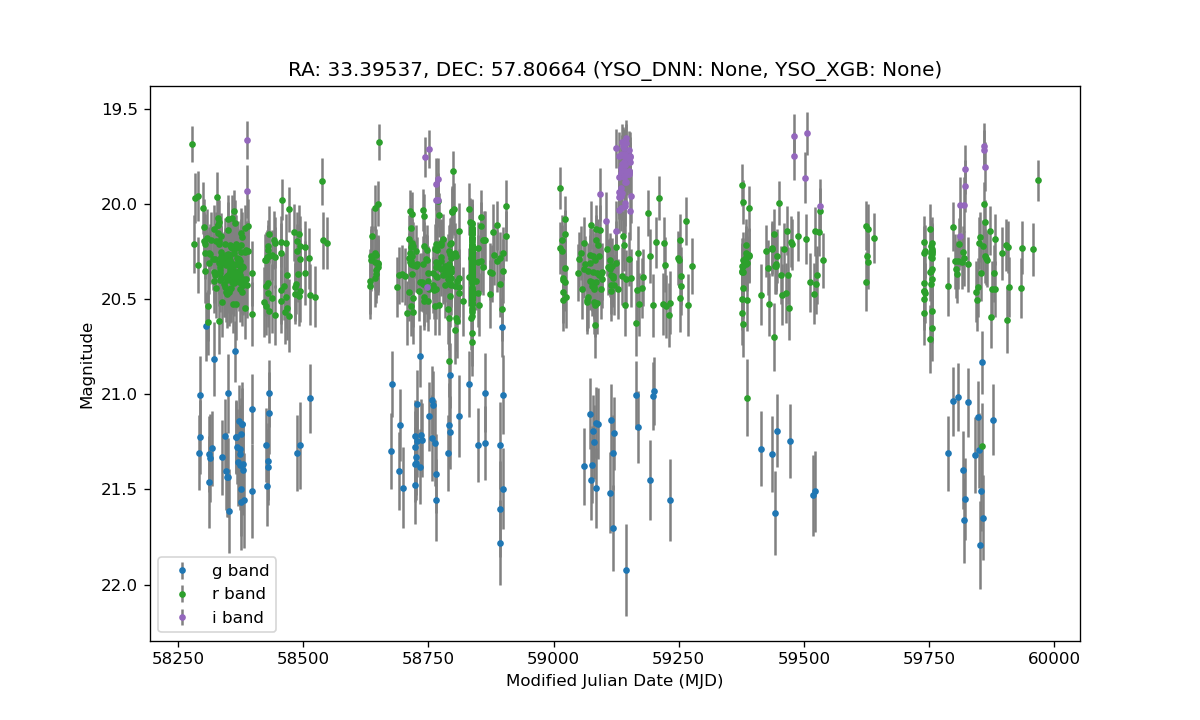 RA: 33.39537, DEC: 57.80664 (YSO_DNN: None, YSO_XGB: None)
19.5
20.0
20.5
21.0
21.5
22.0
Magnitude
g band
r band
i band
58250 58500 58750 59000 59250 59500 59750 60000
Modified Julian Date (MJD)